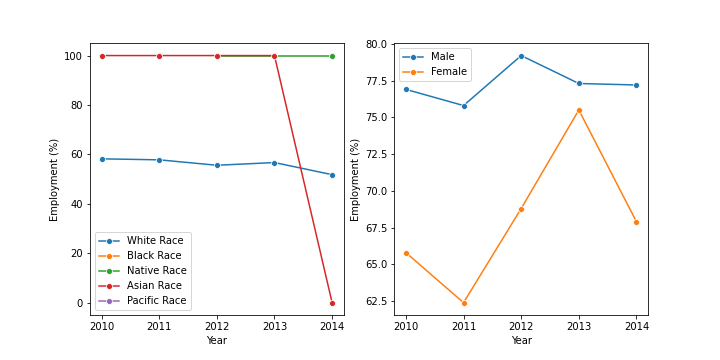 100
80
60
40
20
0
Employment (%)
White Race
Black Race
Native Race
Asian Race
Pacific Race
2010 2011 2012 2013 2014
Year
80.0
77.5
75.0
72.5
70.0
67.5
65.0
62.5
Employment (%)
Male
Female
2010 2011 2012 2013 2014
Year